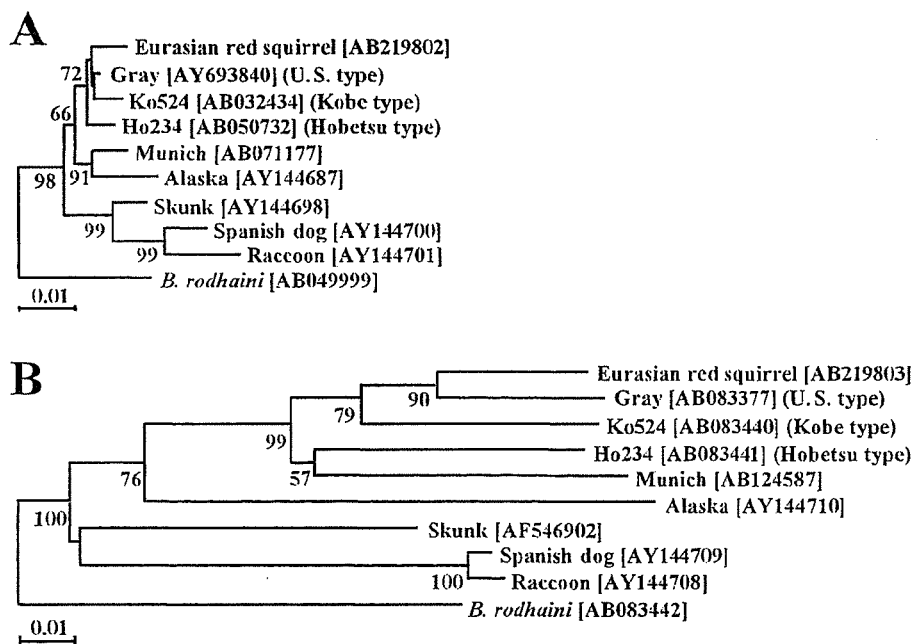 A
Eurasian red squirrel [AB219802]
72
Gray [AY693840] (U.S. type)
Ko524 [AB032434] (Kobe type)
66
Ho234 [AB050732] (Hobetsu type)
Munich [AB071177]
98
91
Alaska [AY144687]
Skunk [AY144698]
99
Spanish dog [AY144700]
99
Raccoon [AY144701]
B. rodhaini [AB049999]
0.01
B
Eurasian red squirrel [AB219803]
90
Gray [AB083377] (U.S. type)
79
Ko524 [AB083440] (Kobe type)
99
Ho234 [AB083441] (Hobetsu type)
76
57
Munich [AB124587]
Alaska [AY144710]
100
Skunk [AF546902]
Spanish dog [AY144709]
100
Raccoon [AY144708]
B. rodhaini [AB083442]
0.01